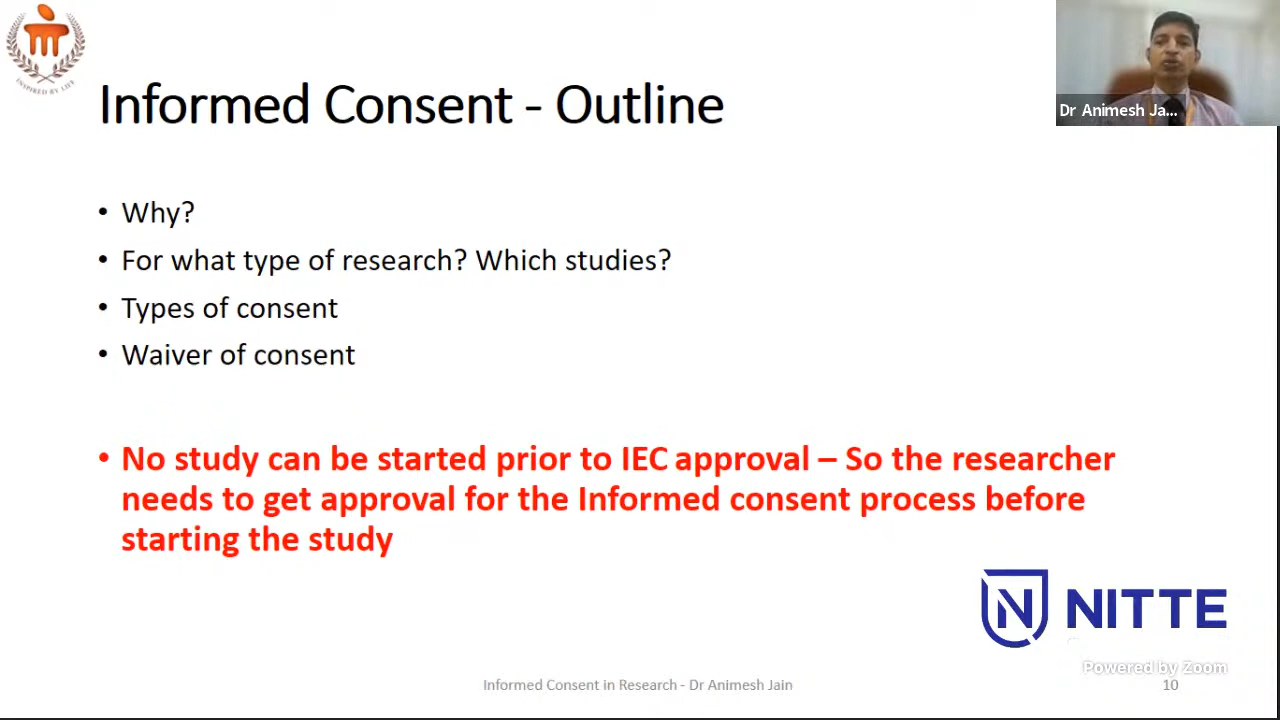 INSPIRED BY LIFE
Dr Animesh Ja...
Informed Consent - Outline
• Why?
• For what type of research? Which studies?
• Types of consent
• Waiver of consent
• No study can be started prior to IEC approval – So the researcher
needs to get approval for the Informed consent process before
starting the study
NITTE
Powered by Zoom
Informed Consent in Research - Dr Animesh Jain
10